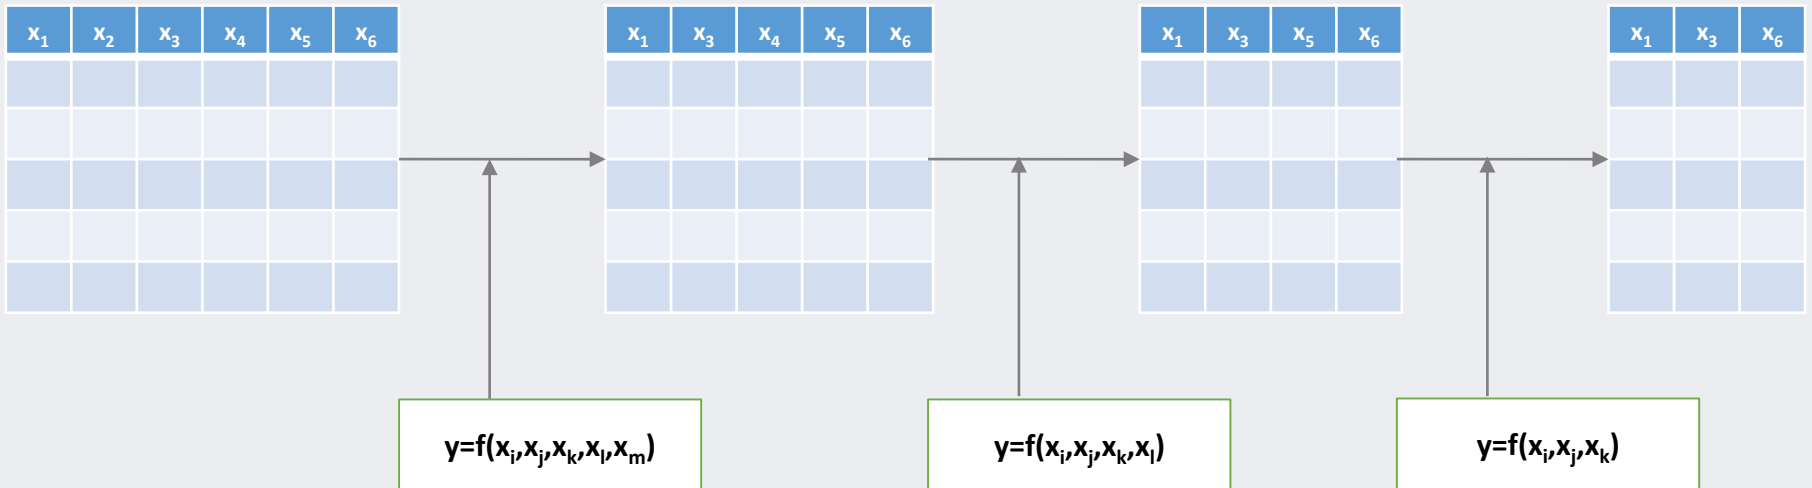 x₁ x₂ x₃ x₄ x₅ x₆
x₁ x₃ x₄ x₅ x₆
x₁ x₃ x₅ x₆
x₁ x₃ x₆
y=f(xᵢ,xⱼ,xₖ,xₗ,xₘ)
y=f(xᵢ,xⱼ,xₖ,xₗ)
y=f(xᵢ,xⱼ,xₖ)